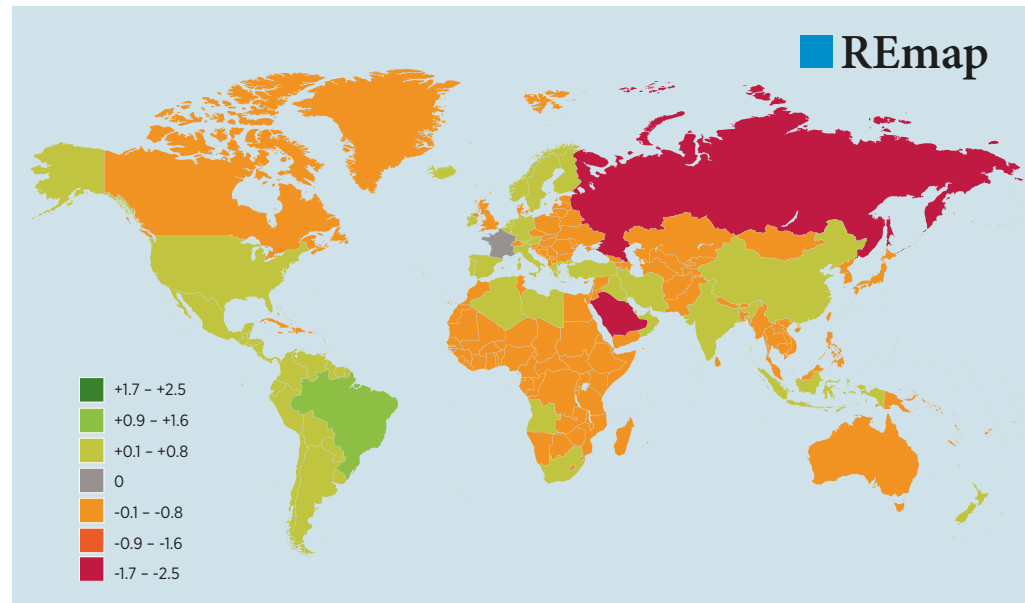 REmap
+1.7 – +2.5
+0.9 – +1.6
+0.1 – +0.8
0
-0.1 – -0.8
-0.9 – -1.6
-1.7 – -2.5